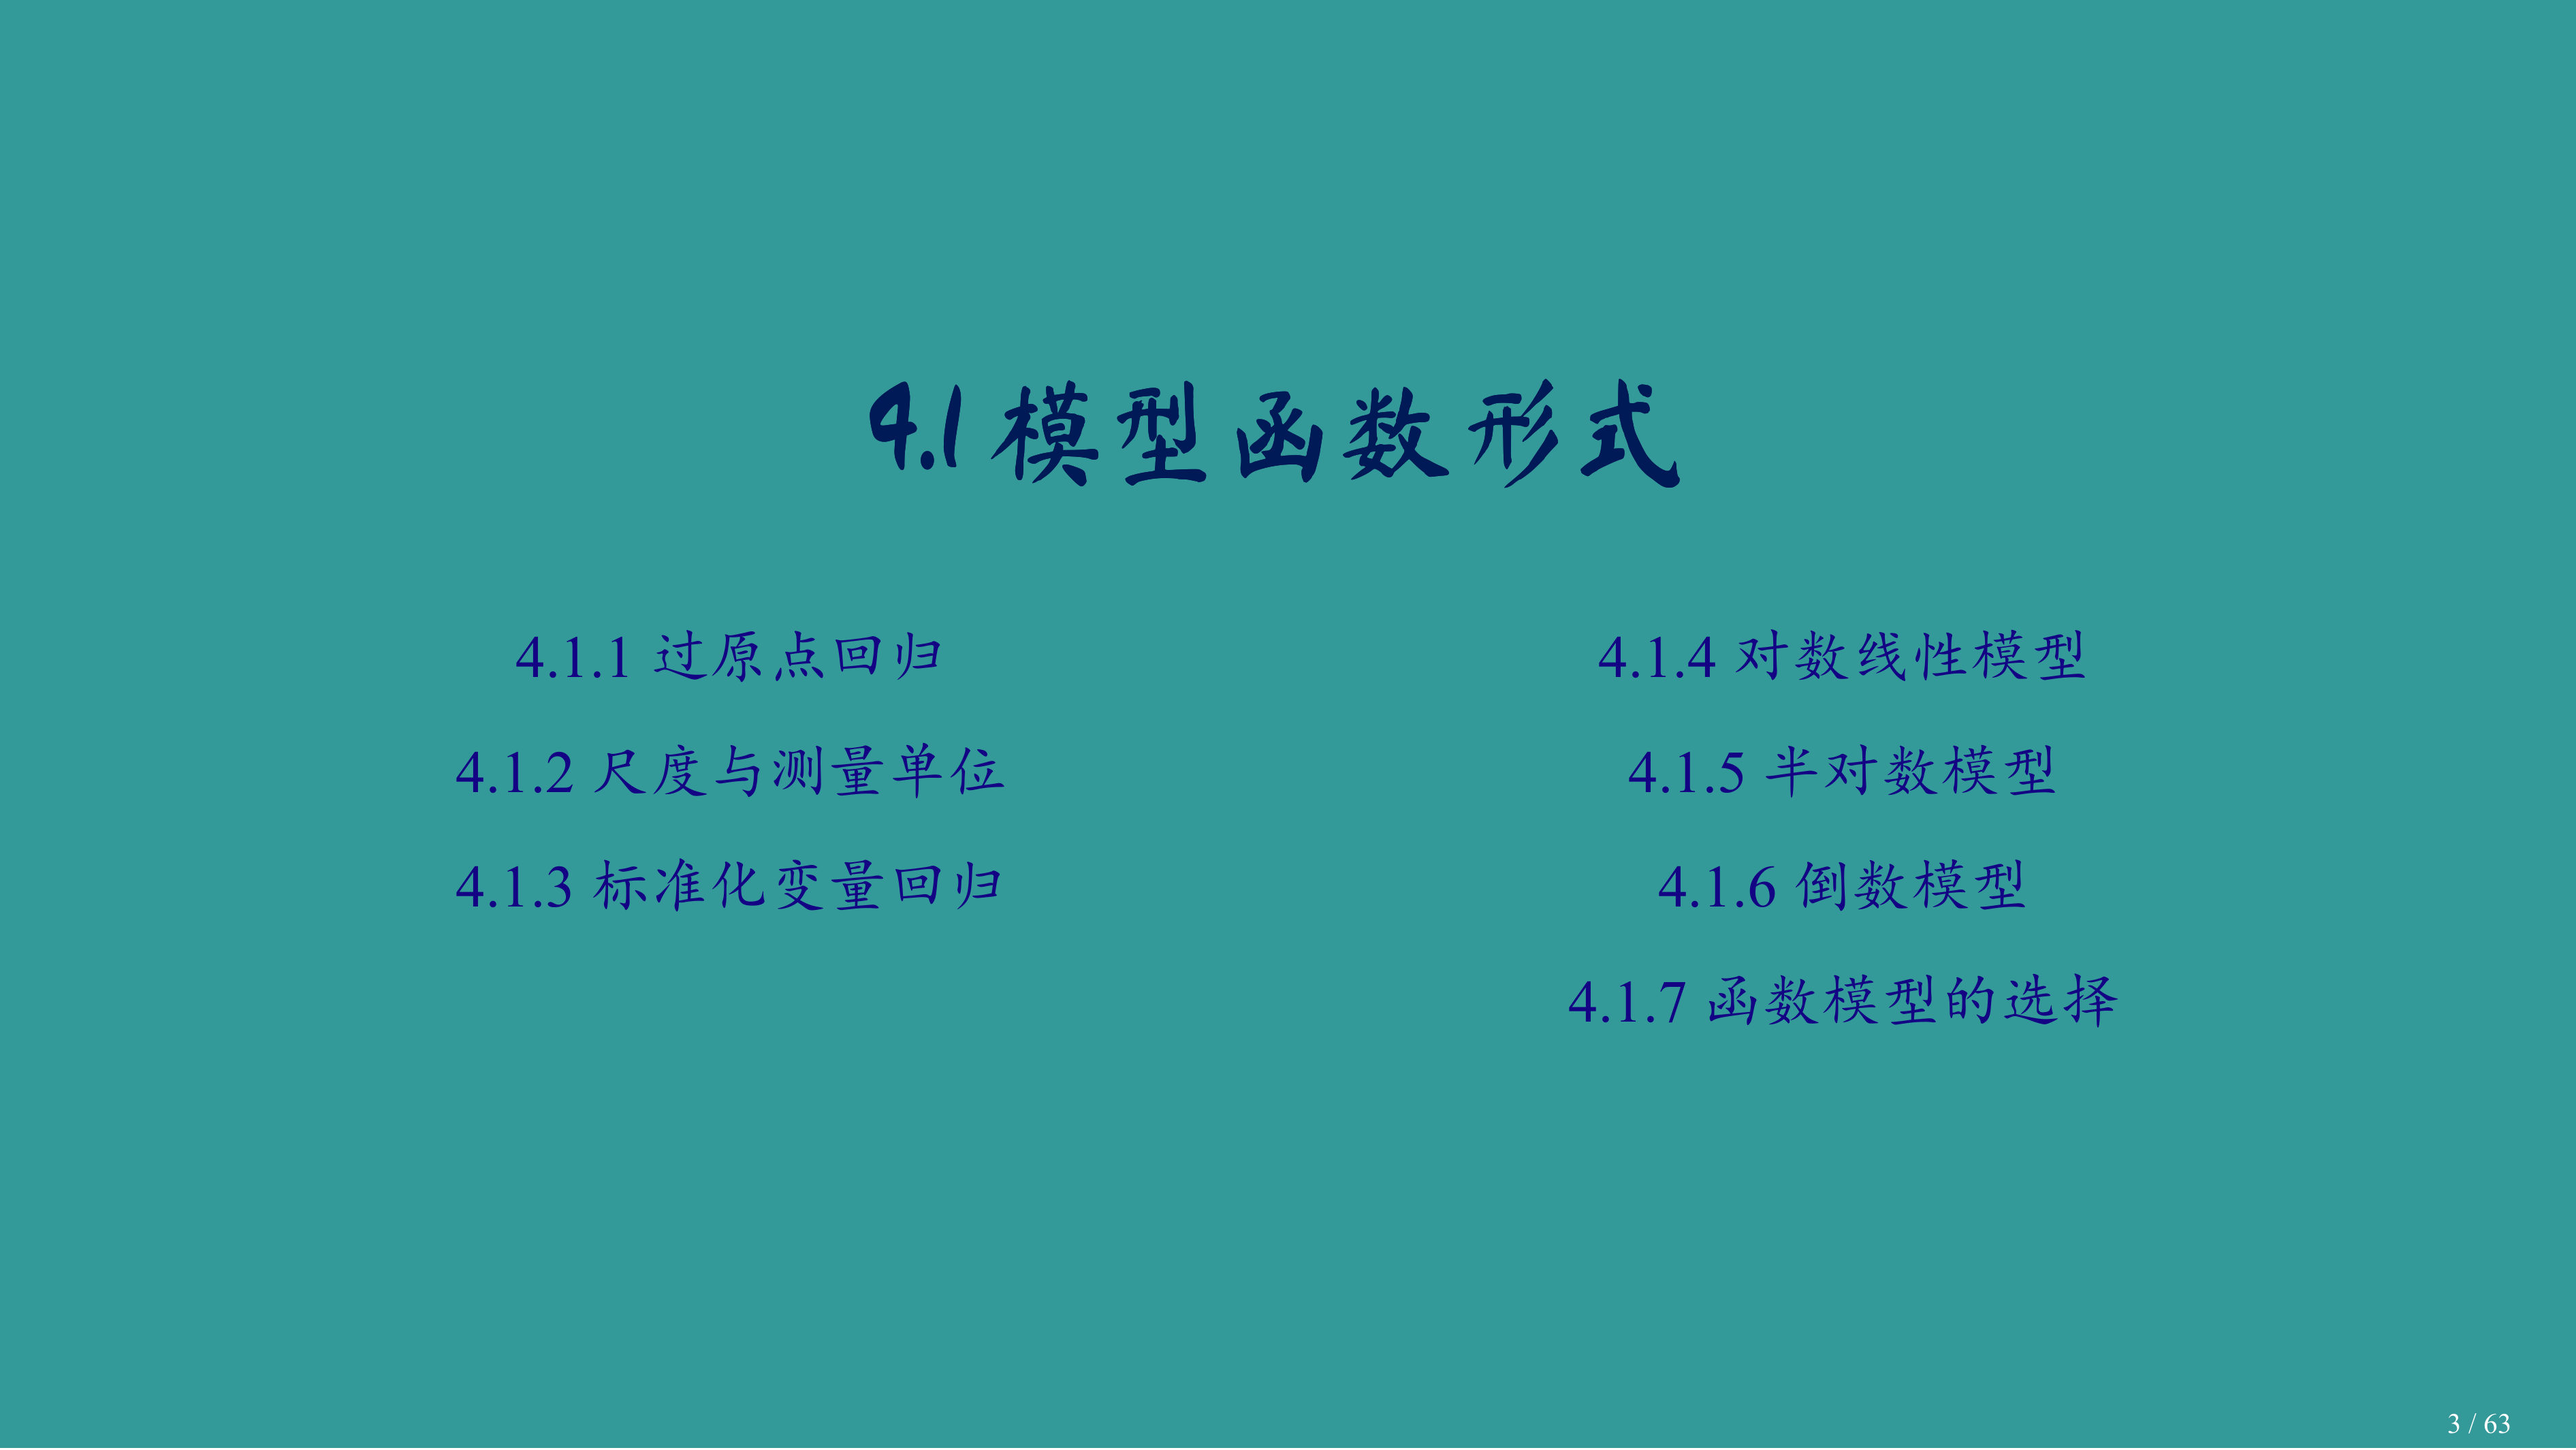 4.1 模型函数形式
4.1.1 过原点回归
4.1.2 尺度与测量单位
4.1.3 标准化变量回归
4.1.4 对数线性模型
4.1.5 半对数模型
4.1.6 倒数模型
4.1.7 函数模型的选择
3 / 63